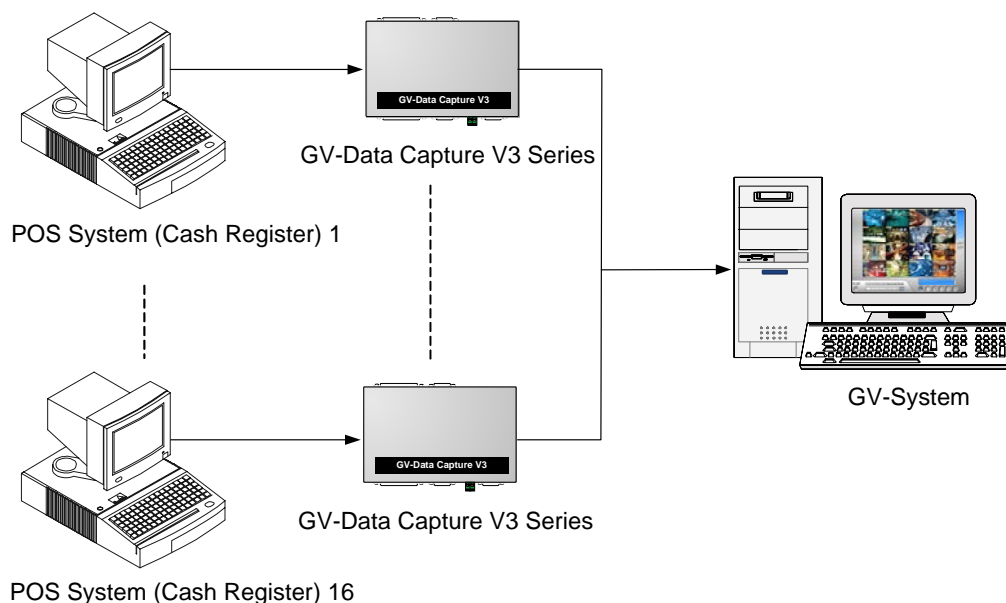 GV-Data Capture V3
GV-Data Capture V3 Series
POS System (Cash Register) 1
GV-System
GV-Data Capture V3
GV-Data Capture V3 Series
POS System (Cash Register) 16